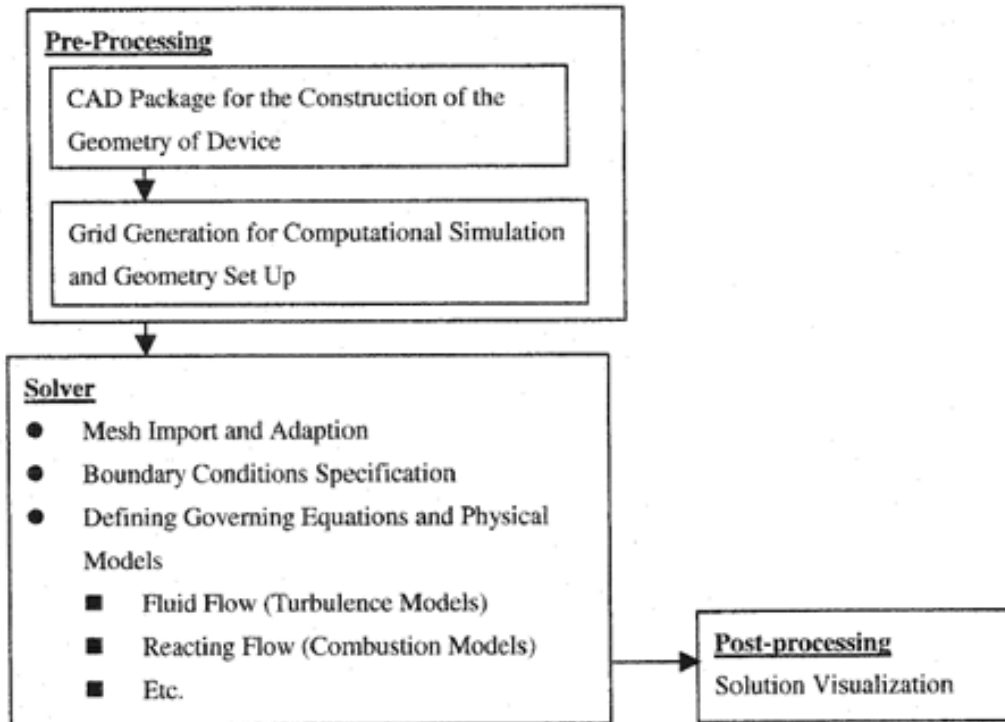 Pre-Processing
CAD Package for the Construction of the
Geometry of Device
Grid Generation for Computational Simulation
and Geometry Set Up
Solver
● Mesh Import and Adaption
● Boundary Conditions Specification
● Defining Governing Equations and Physical
Models
■ Fluid Flow (Turbulence Models)
■ Reacting Flow (Combustion Models)
■ Etc.
Post-processing
Solution Visualization